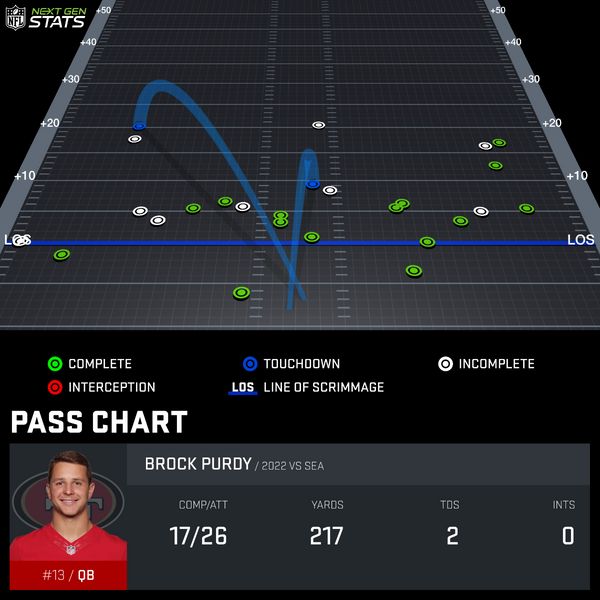 NFL NEXT GEN STATS
+50 +50
+40 +40
+30 +30
+20 +20
+10 +10
LOS LOS
COMPLETE TOUCHDOWN INCOMPLETE
INTERCEPTION LOS LINE OF SCRIMMAGE
PASS CHART
BROCK PURDY / 2022 VS SEA
COMP/ATT YARDS TDS INTS
17/26 217 2 0
#13 / QB